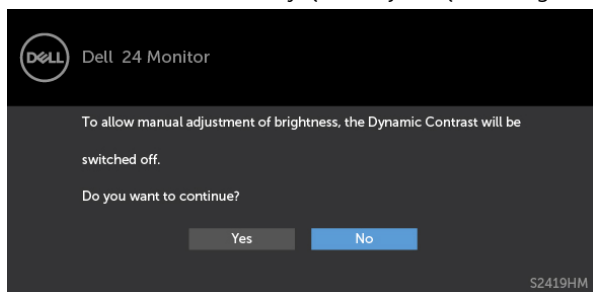 DELL
Dell 24 Monitor
To allow manual adjustment of brightness, the Dynamic Contrast will be
switched off.
Do you want to continue?
Yes No
S2419HM